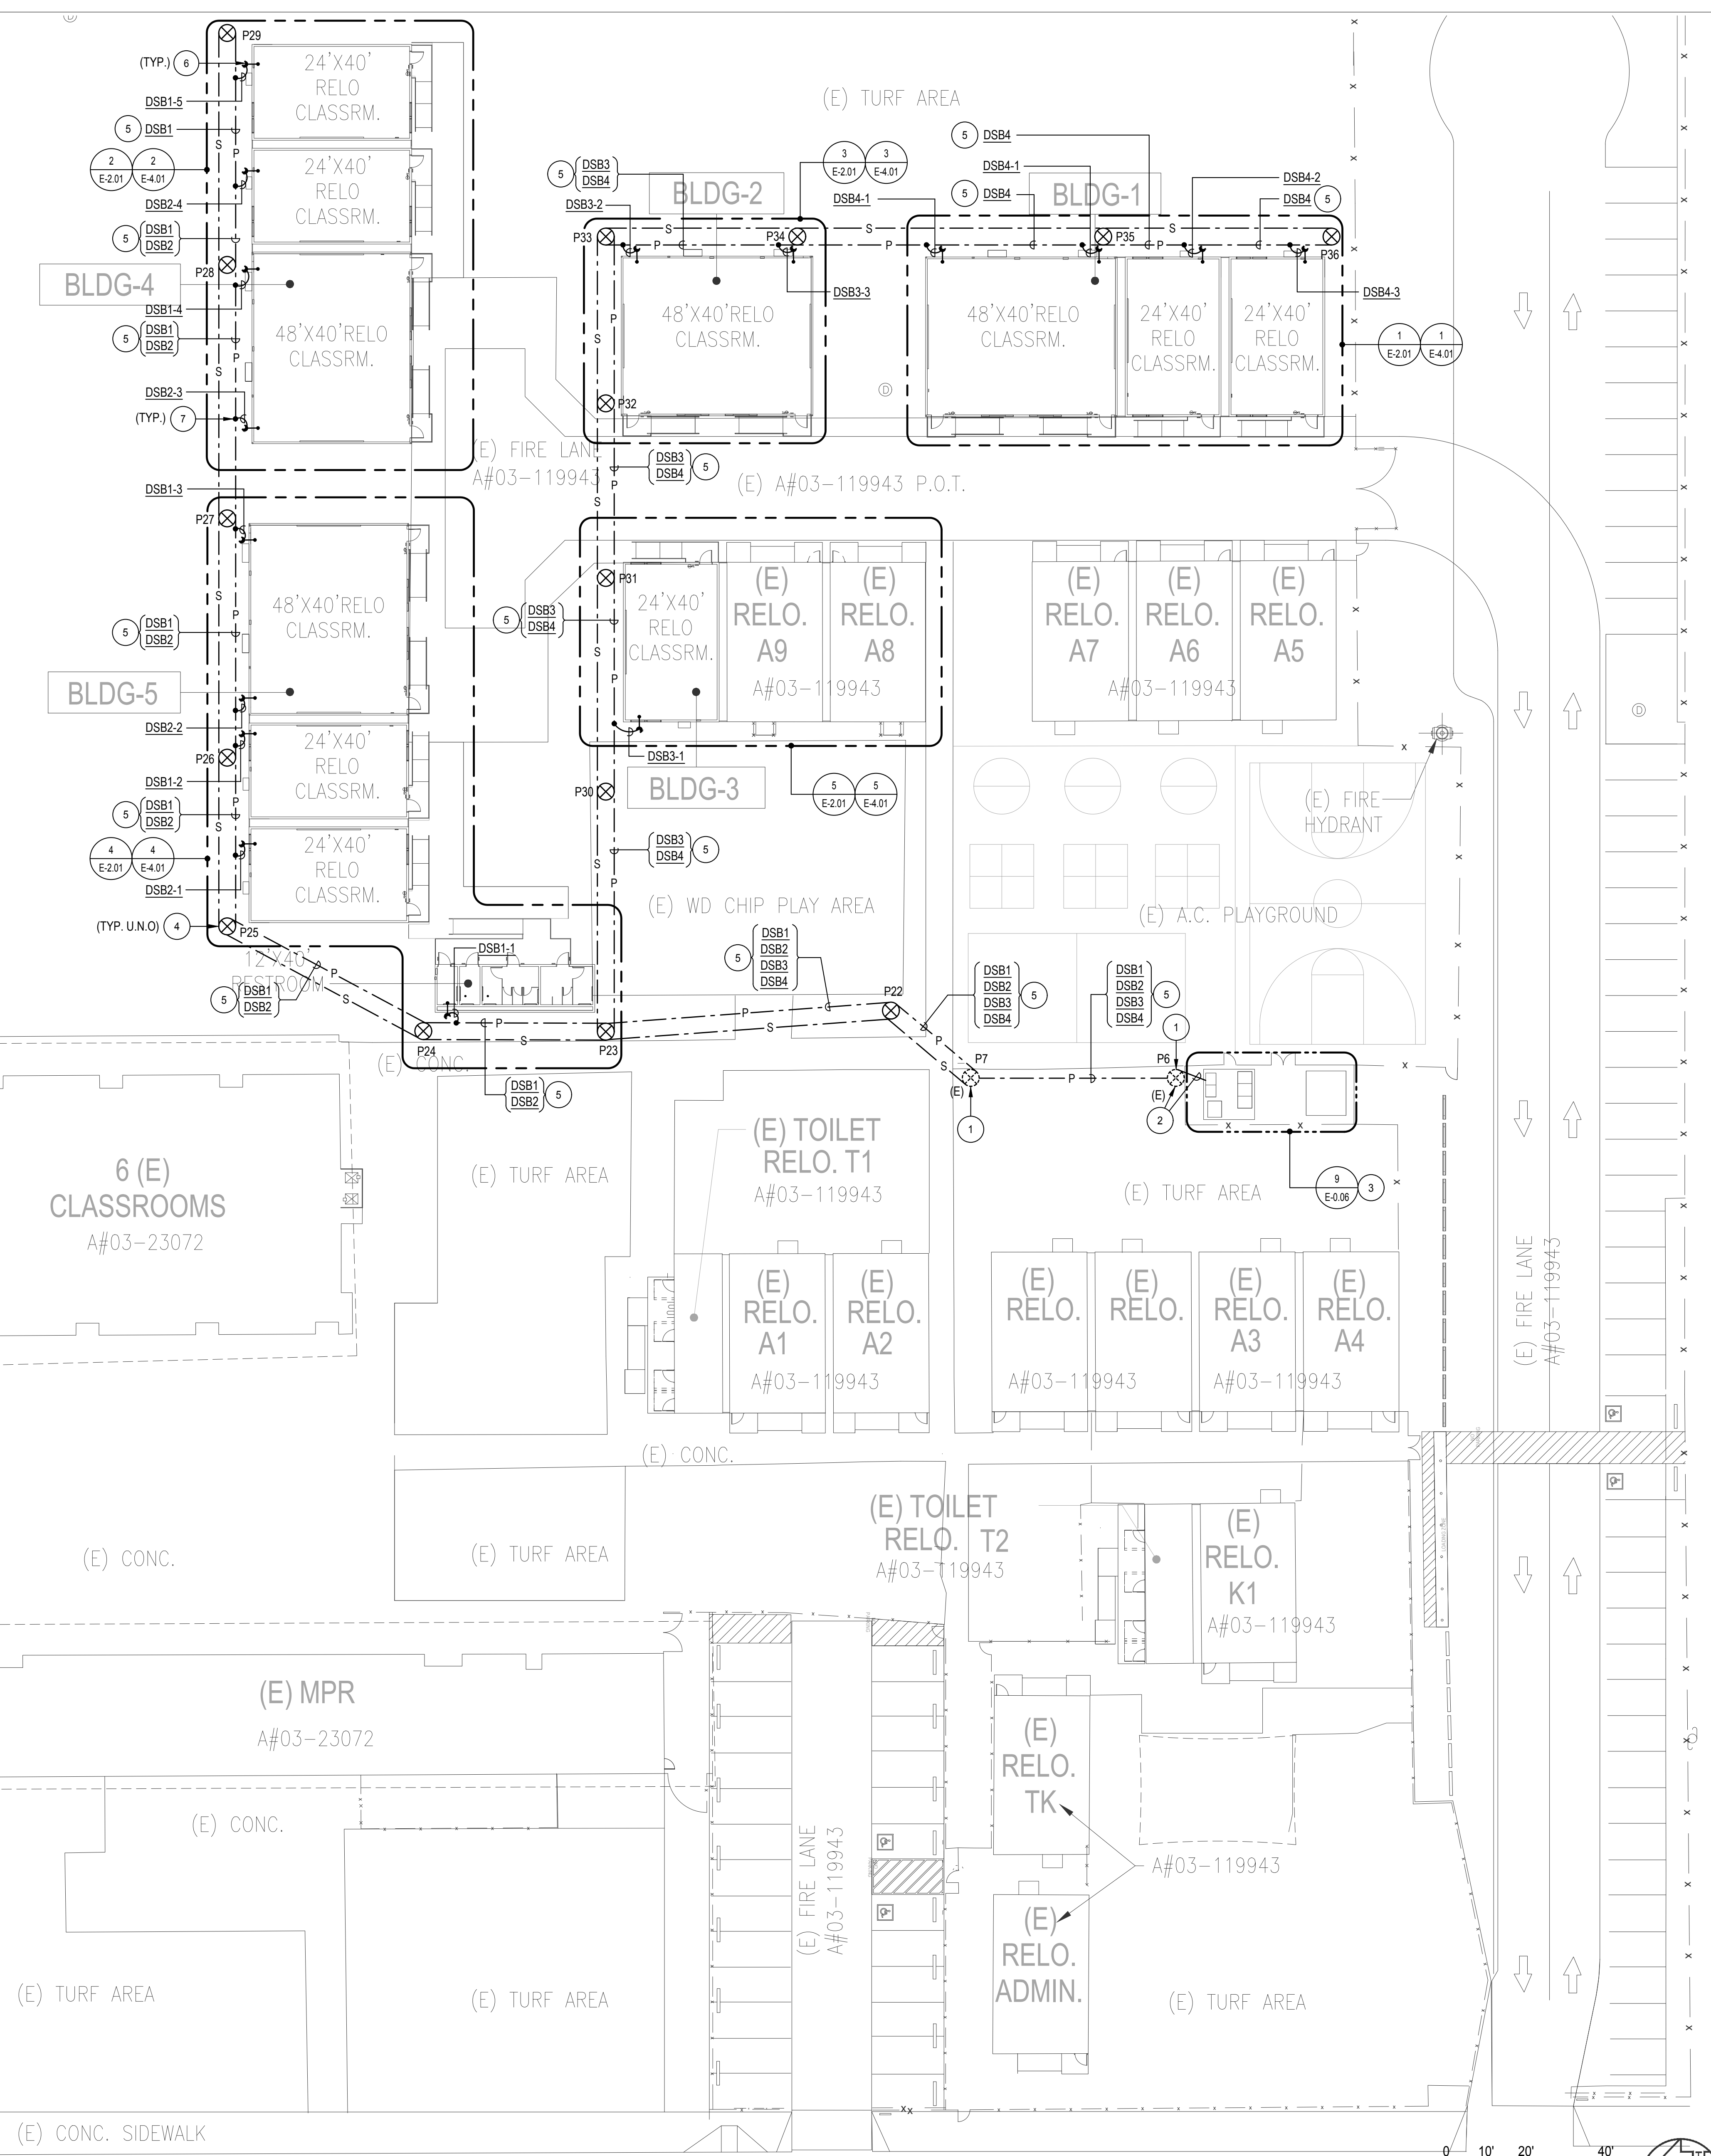 P29
(TYP.) 6
24'X40'
RELO
CLASSRM.
DSB1-5
5 DSB1
S
P
2
E-2.01
2
E-4.01
24'X40'
RELO
CLASSRM.
DSB2-4
5 DSB1
DSB2
P28
BLDG-4
DSB1-4
5 DSB1
DSB2
P
S
48'X40'RELO
CLASSRM.
DSB2-3
(TYP.) 7
(E) TURF AREA
5 DSB3
DSB4
BLDG-2
3
E-2.01
3
E-4.01
5 DSB4
DSB4-1
5 DSB4
BLDG-1
DSB4-2
DSB4 5
DSB3-2
DSB4-1
P33
S
P34
S
P35
S
P36
P
P
P
DSB3-3
DSB4-3
48'X40'RELO
CLASSRM.
48'X40'RELO
CLASSRM.
24'X40'
RELO
CLASSRM.
24'X40'
RELO
CLASSRM.
1
E-2.01
1
E-4.01
P
S
P32
D
(E) FIRE LANE
A#03-119943
DSB3
DSB4 5
(E) A#03-119943 P.O.T.
P
S
DSB1-3
P27
48'X40'RELO
CLASSRM.
S
P
5 DSB1
DSB2
BLDG-5
DSB2-2
P26
24'X40'
RELO
CLASSRM.
DSB1-2
5 DSB1
DSB2
P
S
4
E-2.01
4
E-4.01
24'X40'
RELO
CLASSRM.
DSB2-1
(TYP. U.N.O) 4
P25
12'X40'
RESTROOM
5 DSB1
DSB2
P
S
P31
5 DSB3
DSB4
S
P
24'X40'
RELO
CLASSRM.
(E)
RELO.
A9
(E)
RELO.
A8
A#03-119943
(E)
RELO.
A7
(E)
RELO.
A6
(E)
RELO.
A5
A#03-119943
D
DSB3-1
P30
BLDG-3
5
E-2.01
5
E-4.01
(E) FIRE
HYDRANT
DSB3
DSB4 5
S
P
(E) WD CHIP PLAY AREA
(E) A.C. PLAYGROUND
DSB1-1
5 DSB1
DSB2
DSB3
DSB4
DSB1
DSB2
DSB3
DSB4 5
DSB1
DSB2
DSB3
DSB4 5
P22
P
S
P
S
P24
P
S
P23
P7
(E)
P
P6
(E)
1
1
2
(E) CONC.
DSB1
DSB2 5
9
E-0.06
3
6 (E)
CLASSROOMS
A#03-23072
(E) TURF AREA
(E) TOILET
RELO. T1
A#03-119943
(E) TURF AREA
(E) FIRE LANE
A#03-119943
(E)
RELO.
A1
(E)
RELO.
A2
A#03-119943
(E)
RELO.
(E)
RELO.
A#03-119943
(E)
RELO.
A3
(E)
RELO.
A4
A#03-119943
(E) CONC.
(E) CONC.
(E) TURF AREA
(E) TOILET
RELO. T2
A#03-119943
(E)
RELO.
K1
A#03-119943
(E) MPR
A#03-23072
(E)
RELO.
TK
(E) CONC.
(E) FIRE LANE
A#03-119943
A#03-119943
(E)
RELO.
ADMIN.
(E) TURF AREA
(E) TURF AREA
(E) TURF AREA
(E) CONC. SIDEWALK
0 10' 20' 40'